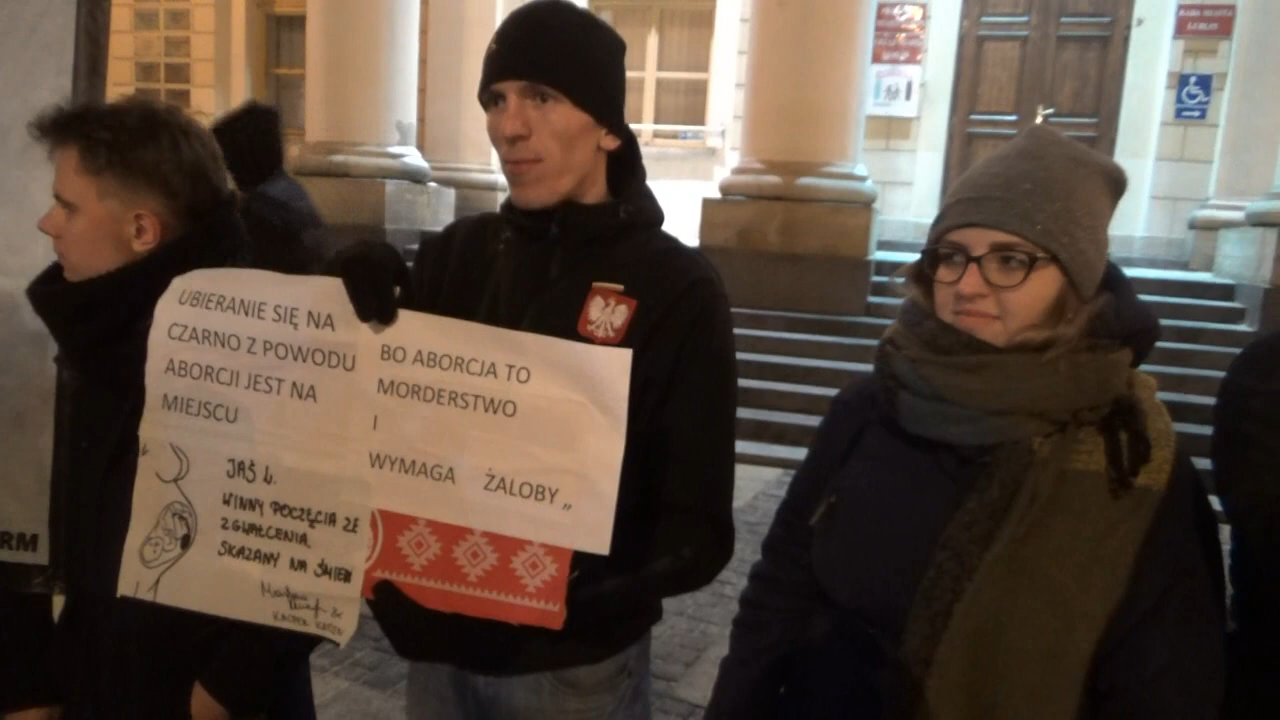 UBIERANIE SIĘ NA
CZARNO Z POWODU
ABORCJI JEST NA
MIEJSCU
JAŚ L.
WINNY POCZĘCIA ZE
ZGWAŁCENIA.
SKAZANY NA ŚMIER
BO ABORCJA TO
MORDERSTWO
I
WYMAGA ŻAŁOBY „
RM
RADA MIASTA
LUBLIN